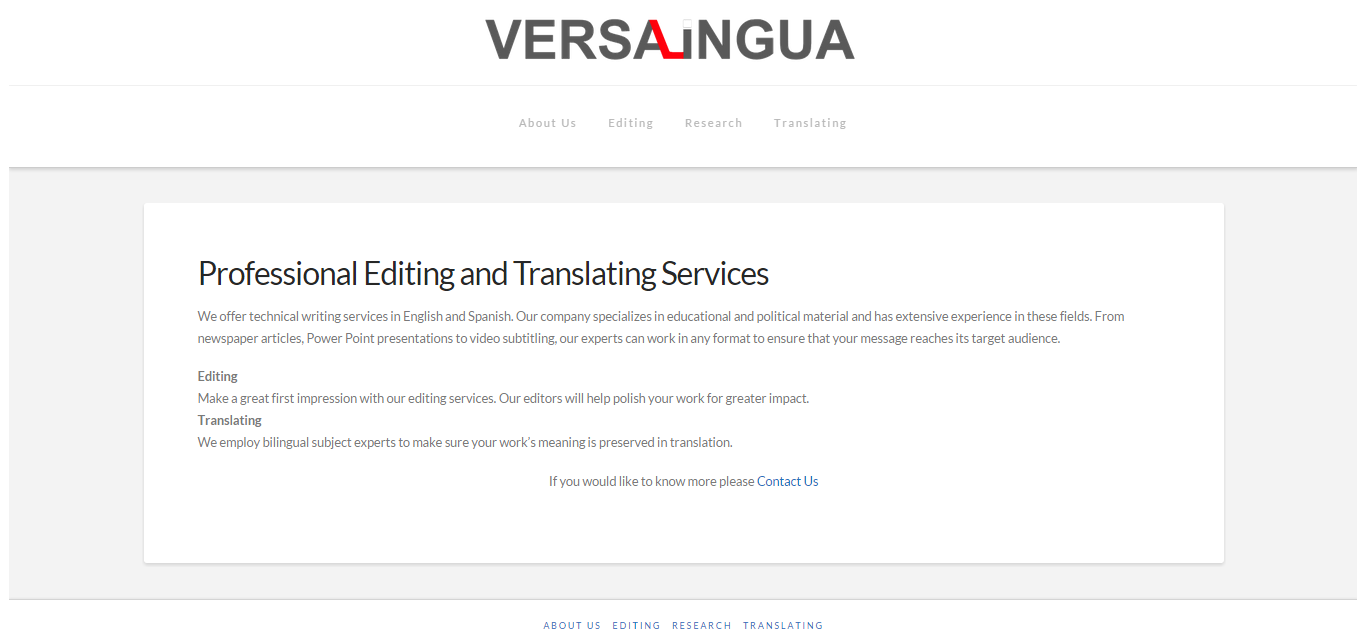 VERSALiNGUA
About Us Editing Research Translating
Professional Editing and Translating Services
We offer technical writing services in English and Spanish. Our company specializes in educational and political material and has extensive experience in these fields. From
newspaper articles, Power Point presentations to video subtitling, our experts can work in any format to ensure that your message reaches its target audience.
Editing
Make a great first impression with our editing services. Our editors will help polish your work for greater impact.
Translating
We employ bilingual subject experts to make sure your work's meaning is preserved in translation.
If you would like to know more please Contact Us
ABOUT US EDITING RESEARCH TRANSLATING